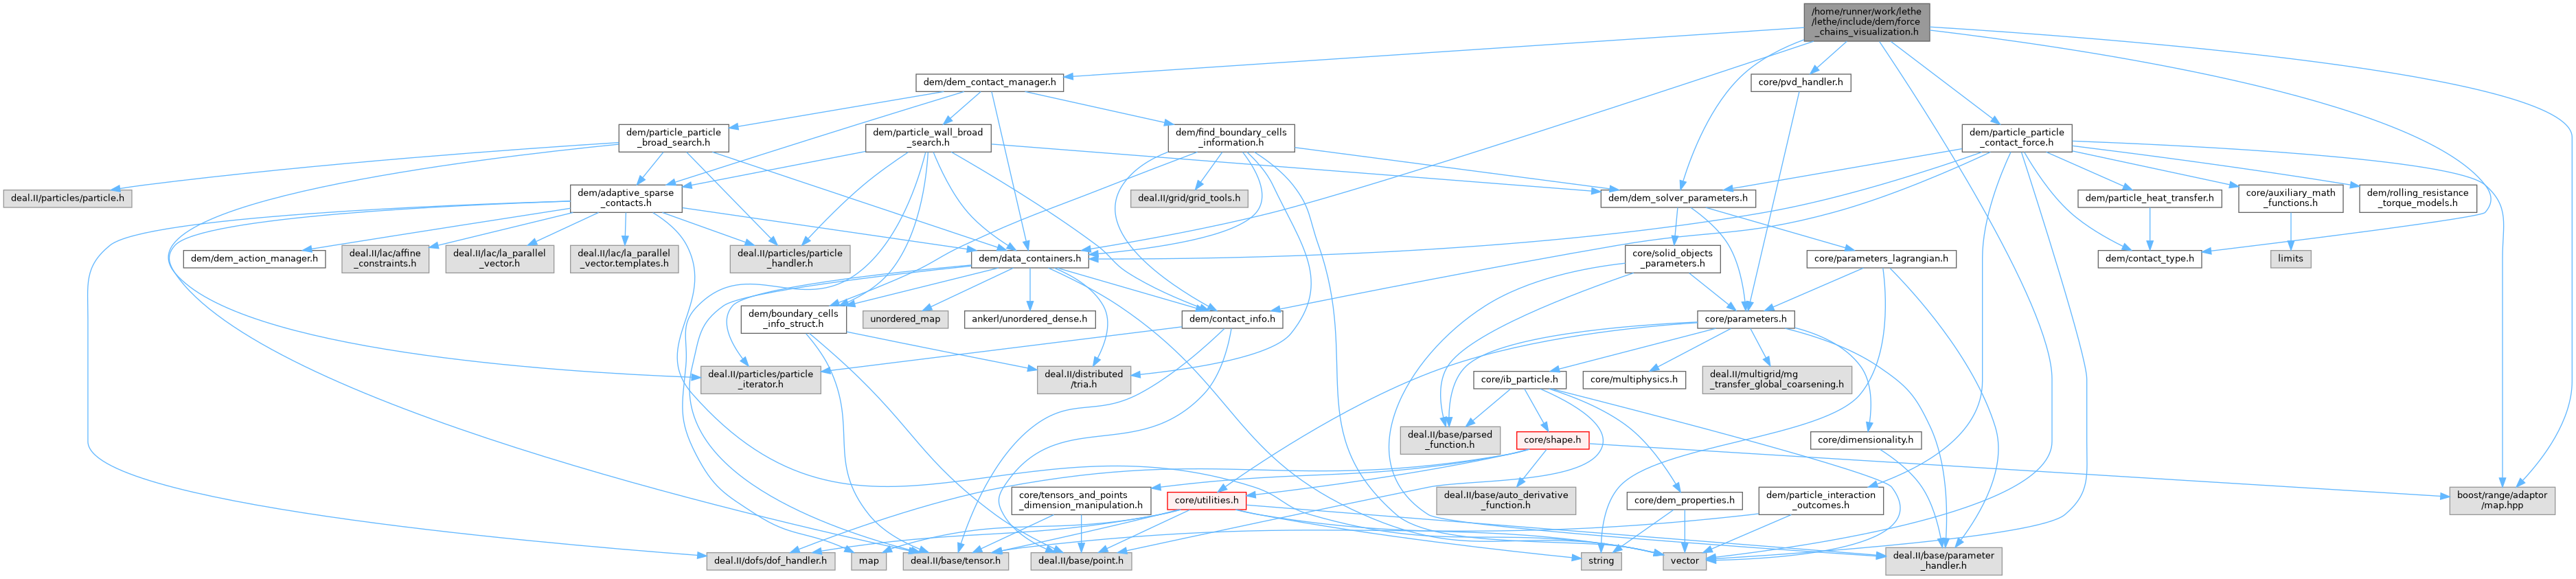 /home/runner/work/lethe
/lethe/include/dem/force
_chains_visualization.h
dem/dem_contact_manager.h
core/pvd_handler.h
dem/particle_particle
_broad_search.h
dem/particle_wall_broad
_search.h
dem/find_boundary_cells
_information.h
dem/particle_particle
_contact_force.h
deal.II/particles/particle.h
dem/adaptive_sparse
_contacts.h
deal.II/grid/grid_tools.h
dem/dem_solver_parameters.h
dem/particle_heat_transfer.h
core/auxiliary_math
_functions.h
dem/rolling_resistance
_torque_models.h
dem/dem_action_manager.h
deal.II/lac/affine
_constraints.h
deal.II/lac/la_parallel
_vector.h
deal.II/lac/la_parallel
_vector.templates.h
deal.II/particles/particle
_handler.h
dem/data_containers.h
core/solid_objects
_parameters.h
core/parameters_lagrangian.h
dem/contact_type.h
limits
dem/boundary_cells
_info_struct.h
unordered_map
ankerl/unordered_dense.h
dem/contact_info.h
core/parameters.h
deal.II/particles/particle
_iterator.h
deal.II/distributed
/tria.h
core/ib_particle.h
core/multiphysics.h
deal.II/multigrid/mg
_transfer_global_coarsening.h
deal.II/base/parsed
_function.h
core/shape.h
core/dimensionality.h
core/tensors_and_points
_dimension_manipulation.h
core/utilities.h
deal.II/base/auto_derivative
_function.h
core/dem_properties.h
dem/particle_interaction
_outcomes.h
boost/range/adaptor
/map.hpp
deal.II/dofs/dof_handler.h
map
deal.II/base/tensor.h
deal.II/base/point.h
string
vector
deal.II/base/parameter
_handler.h